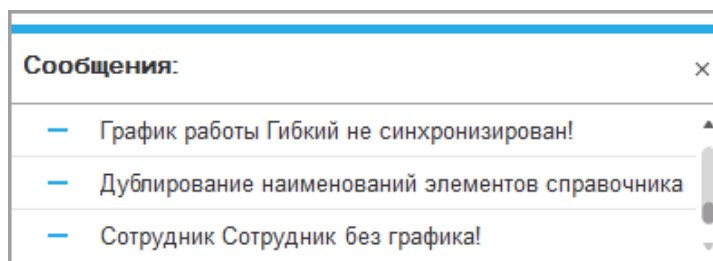 Сообщения:
График работы Гибкий не синхронизирован!
Дублирование наименований элементов справочника
Сотрудник Сотрудник без графика!